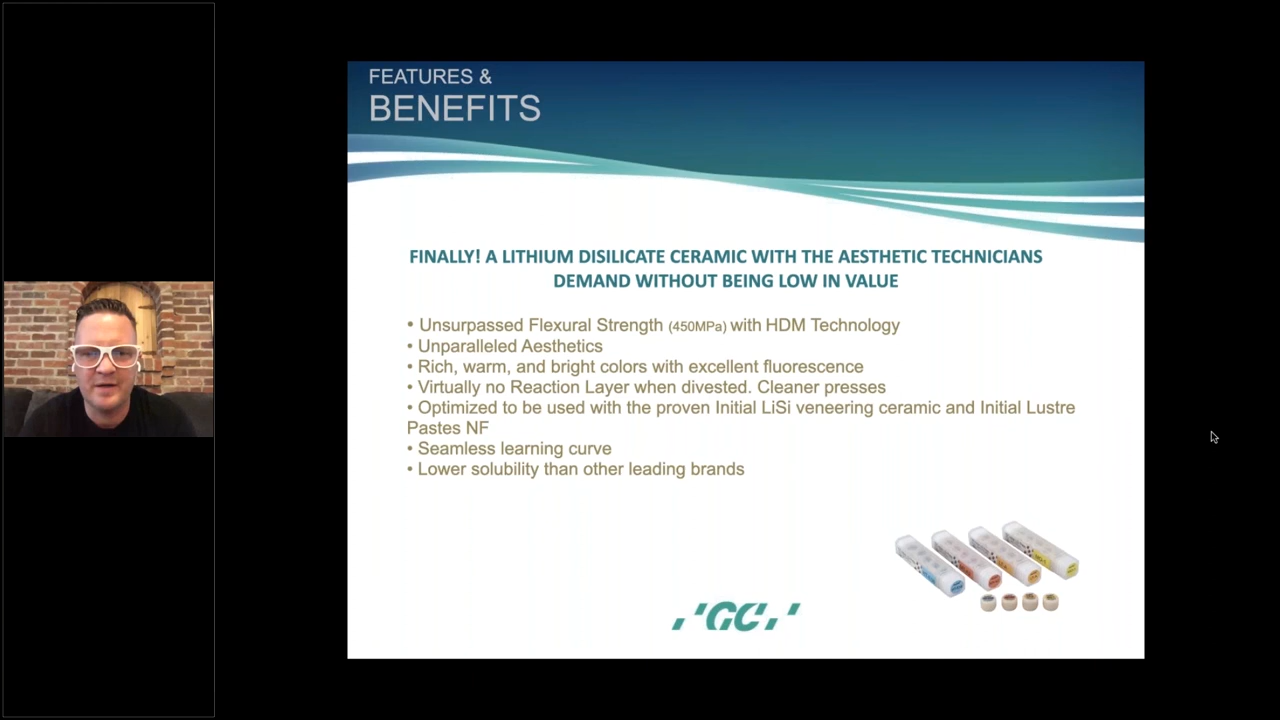 FEATURES &
BENEFITS
FINALLY! A LITHIUM DISILICATE CERAMIC WITH THE AESTHETIC TECHNICIANS
DEMAND WITHOUT BEING LOW IN VALUE
• Unsurpassed Flexural Strength (450MPa) with HDM Technology
• Unparalleled Aesthetics
• Rich, warm, and bright colors with excellent fluorescence
• Virtually no Reaction Layer when divested. Cleaner presses
• Optimized to be used with the proven Initial LiSi veneering ceramic and Initial Lustre
Pastes NF
• Seamless learning curve
• Lower solubility than other leading brands
GC